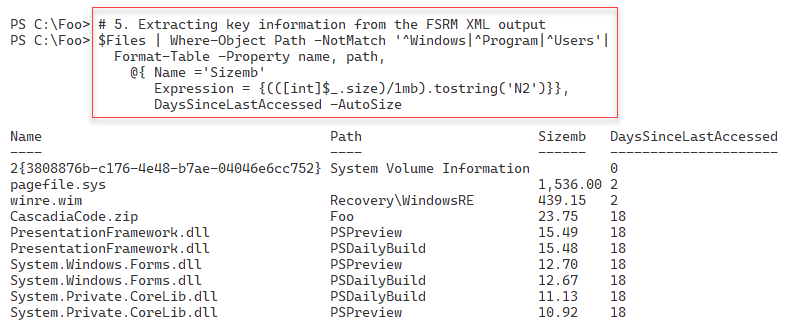 PS C:\Foo> # 5. Extracting key information from the FSRM XML output
PS C:\Foo> $Files | Where-Object Path -NotMatch '^Windows|^Program|^Users'|
Format-Table -Property name, path,
@{ Name ='Sizemb'
Expression = {(([int]$_.size)/1mb).tostring('N2')}},
DaysSinceLastAccessed -AutoSize
Name Path Sizemb DaysSinceLastAccessed
---- ---- ------ ---------------------
2{3808876b-c176-4e48-b7ae-04046e6cc752} System Volume Information 0
pagefile.sys 1,536.00 2
winre.wim Recovery\WindowsRE 439.15 2
CascadiaCode.zip Foo 23.75 18
PresentationFramework.dll PSPreview 15.49 18
PresentationFramework.dll PSDailyBuild 15.48 18
System.Windows.Forms.dll PSPreview 12.70 18
System.Windows.Forms.dll PSDailyBuild 12.67 18
System.Private.CoreLib.dll PSDailyBuild 11.13 18
System.Private.CoreLib.dll PSPreview 10.92 18